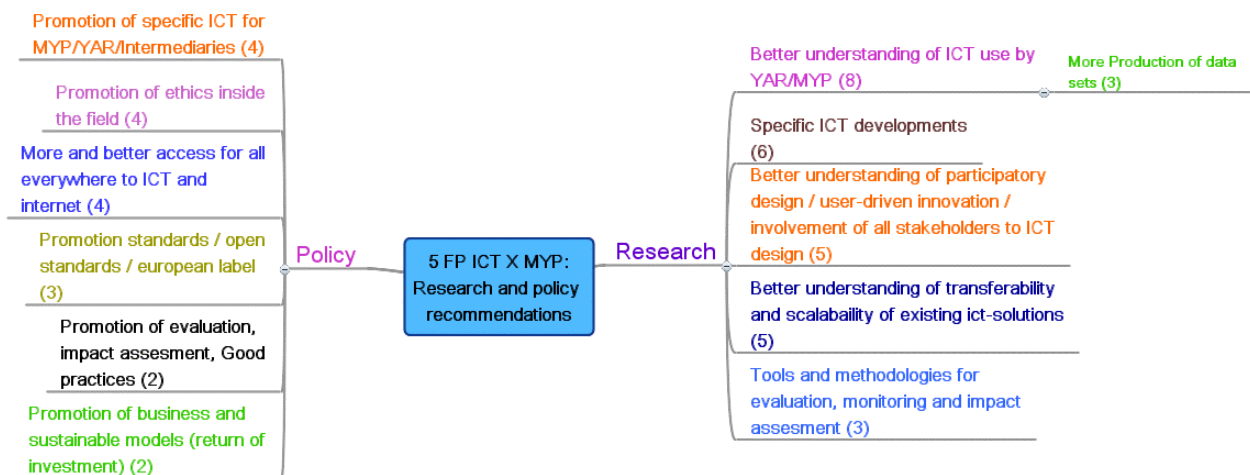 Promotion of specific ICT for
MYP/YAR/Intermediaries (4)
Promotion of ethics inside
the field (4)
More and better access for all
everywhere to ICT and
internet (4)
Promotion standards / open
standards / european label
(3)
Promotion of evaluation,
impact assesment, Good
practices (2)
Promotion of business and
sustainable models (return of
investment) (2)
Policy
5 FP ICT X MYP:
Research and policy
recommendations
Research
Better understanding of ICT use by
YAR/MYP (8)
More Production of data
sets (3)
Specific ICT developments
(6)
Better understanding of participatory
design / user-driven innovation /
involvement of all stakeholders to ICT
design (5)
Better understanding of transferability
and scalabaility of existing ict-solutions
(5)
Tools and methodologies for
evaluation, monitoring and impact
assesment (3)